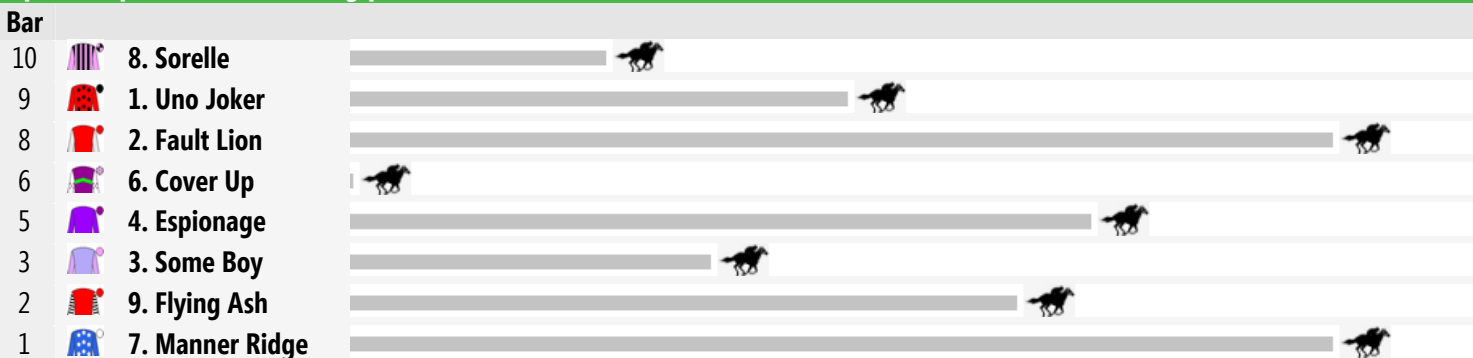 Bar
10 8. Sorelle
9 1. Uno Joker
8 2. Fault Lion
6 6. Cover Up
5 4. Espionage
3 3. Some Boy
2 9. Flying Ash
1 7. Manner Ridge